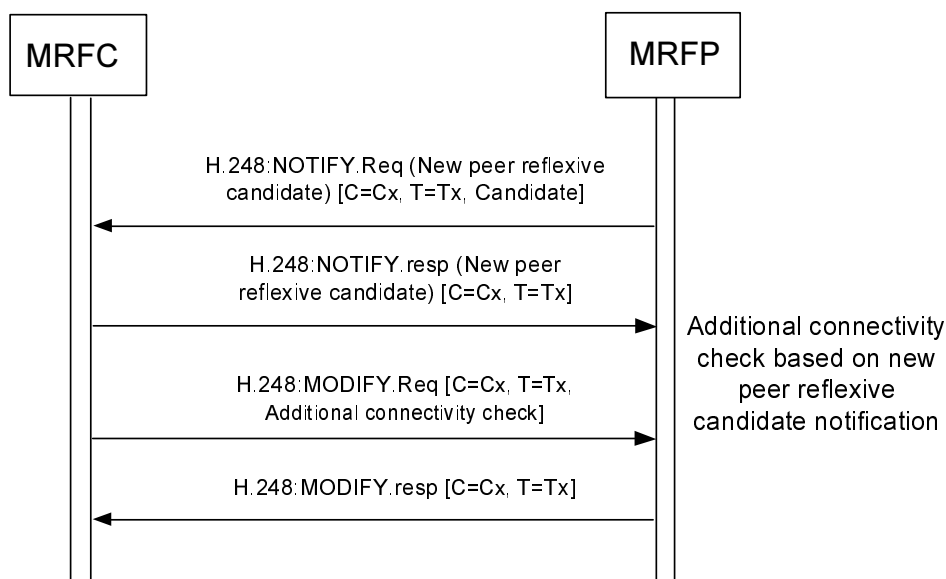 MRFC
MRFP
H.248:NOTIFY.Req (New peer reflexive
candidate) [C=Cx, T=Tx, Candidate]
H.248:NOTIFY.resp (New peer
reflexive candidate) [C=Cx, T=Tx]
Additional connectivity
check based on new
peer reflexive
candidate notification
H.248:MODIFY.Req [C=Cx, T=Tx,
Additional connectivity check]
H.248:MODIFY.resp [C=Cx, T=Tx]